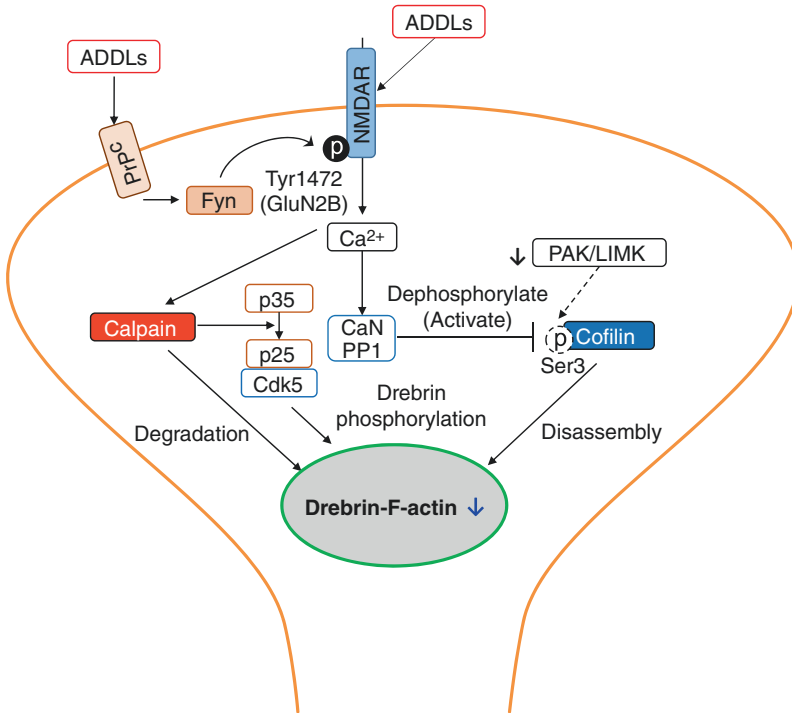 ADDLs
ADDLs
NMDAR
PrPc
p
Fyn
Tyr1472
(GluN2B)
Ca²⁺
↓ PAK/LIMK
p35
Calpain
Dephosphorylate
(Activate)
CaN
PP1
p Cofilin
Ser3
p25
Cdk5
Drebrin
phosphorylation
Degradation
Disassembly
Drebrin-F-actin ↓